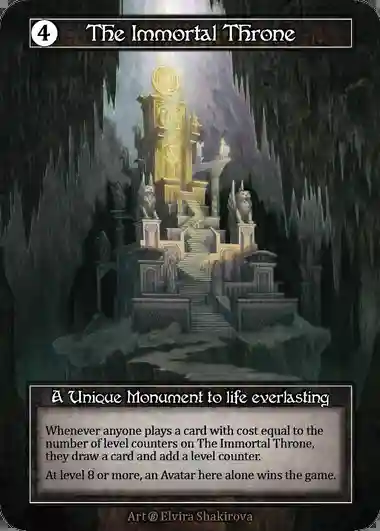 4
The Immortal Throne
A Unique Monument to life everlasting
Whenever anyone plays a card with cost equal to the
number of level counters on The Immortal Throne,
they draw a card and add a level counter.
At level 8 or more, an Avatar here alone wins the game.
Art @ Elvira Shakirova